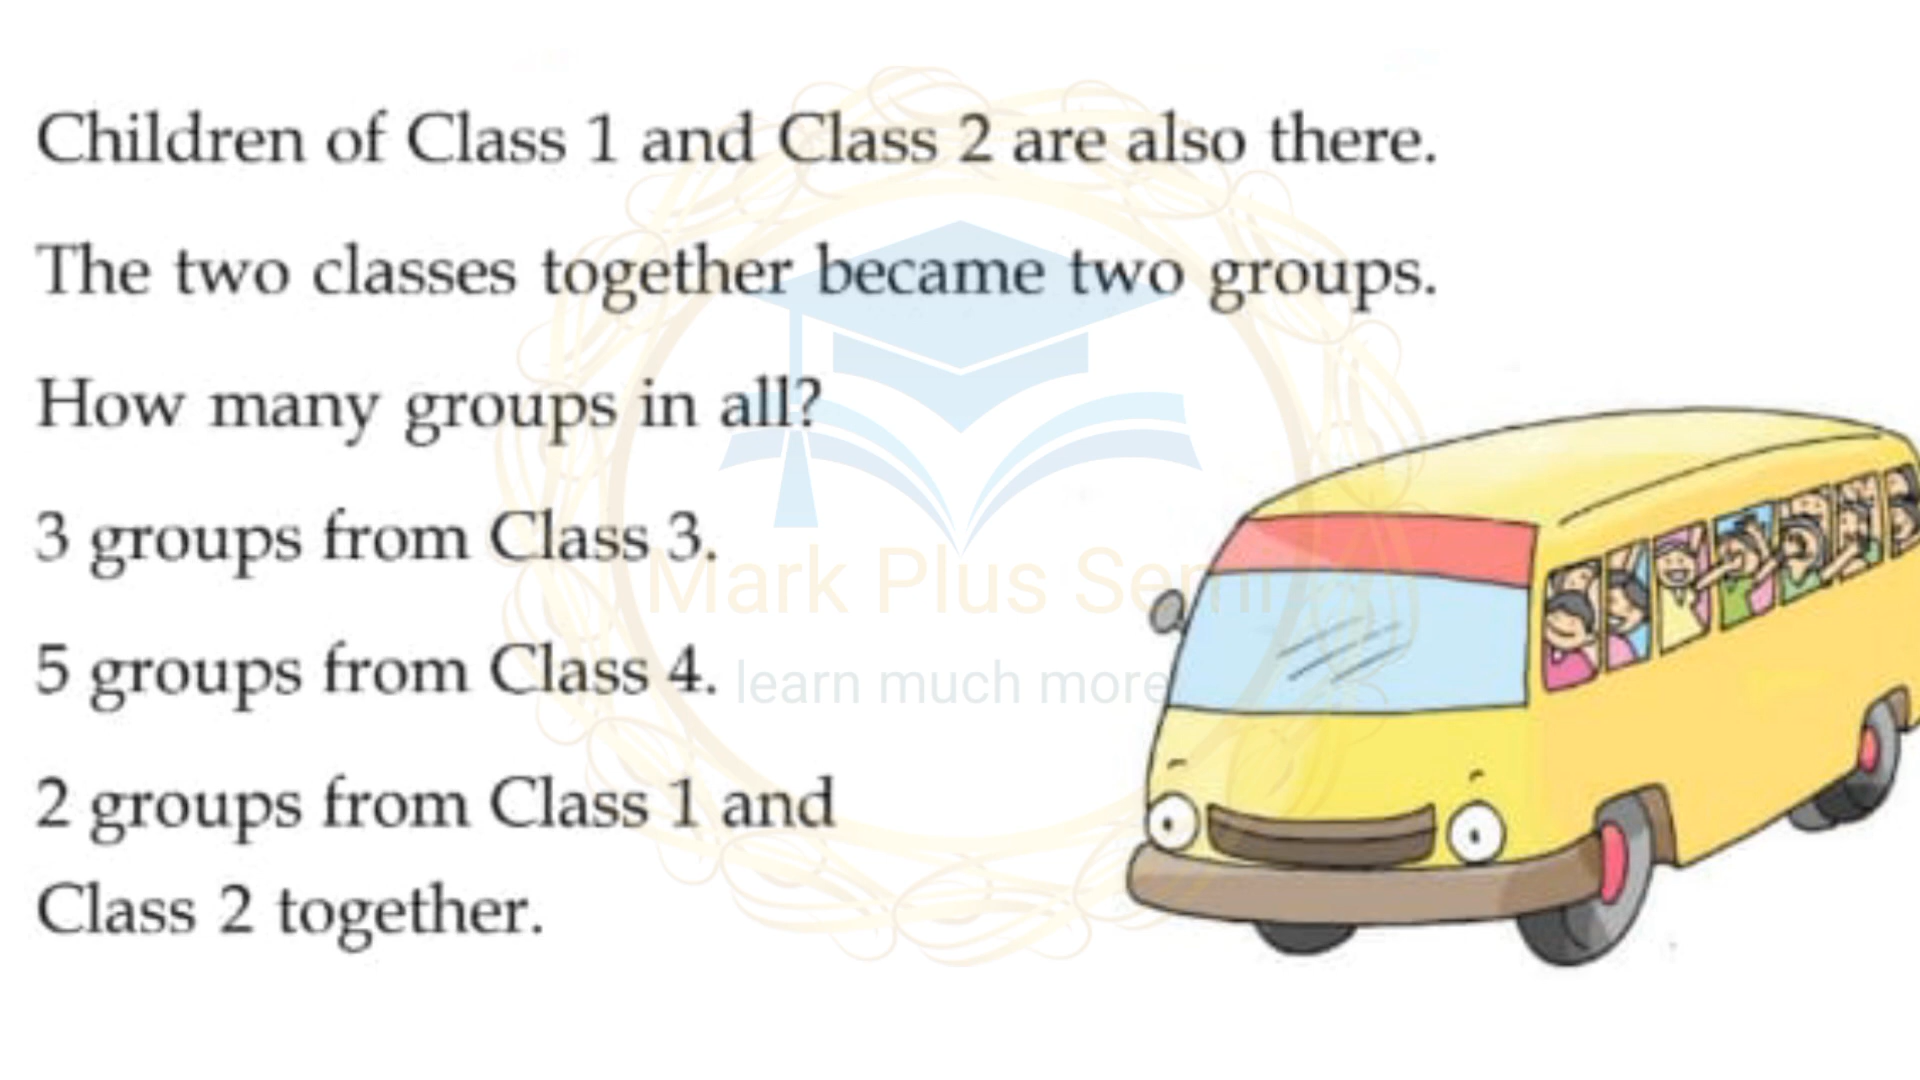 Children of Class 1 and Class 2 are also there.
The two classes together became two groups.
How many groups in all?
3 groups from Class 3.
5 groups from Class 4.
2 groups from Class 1 and
Class 2 together.
Mark Plus
learn much more